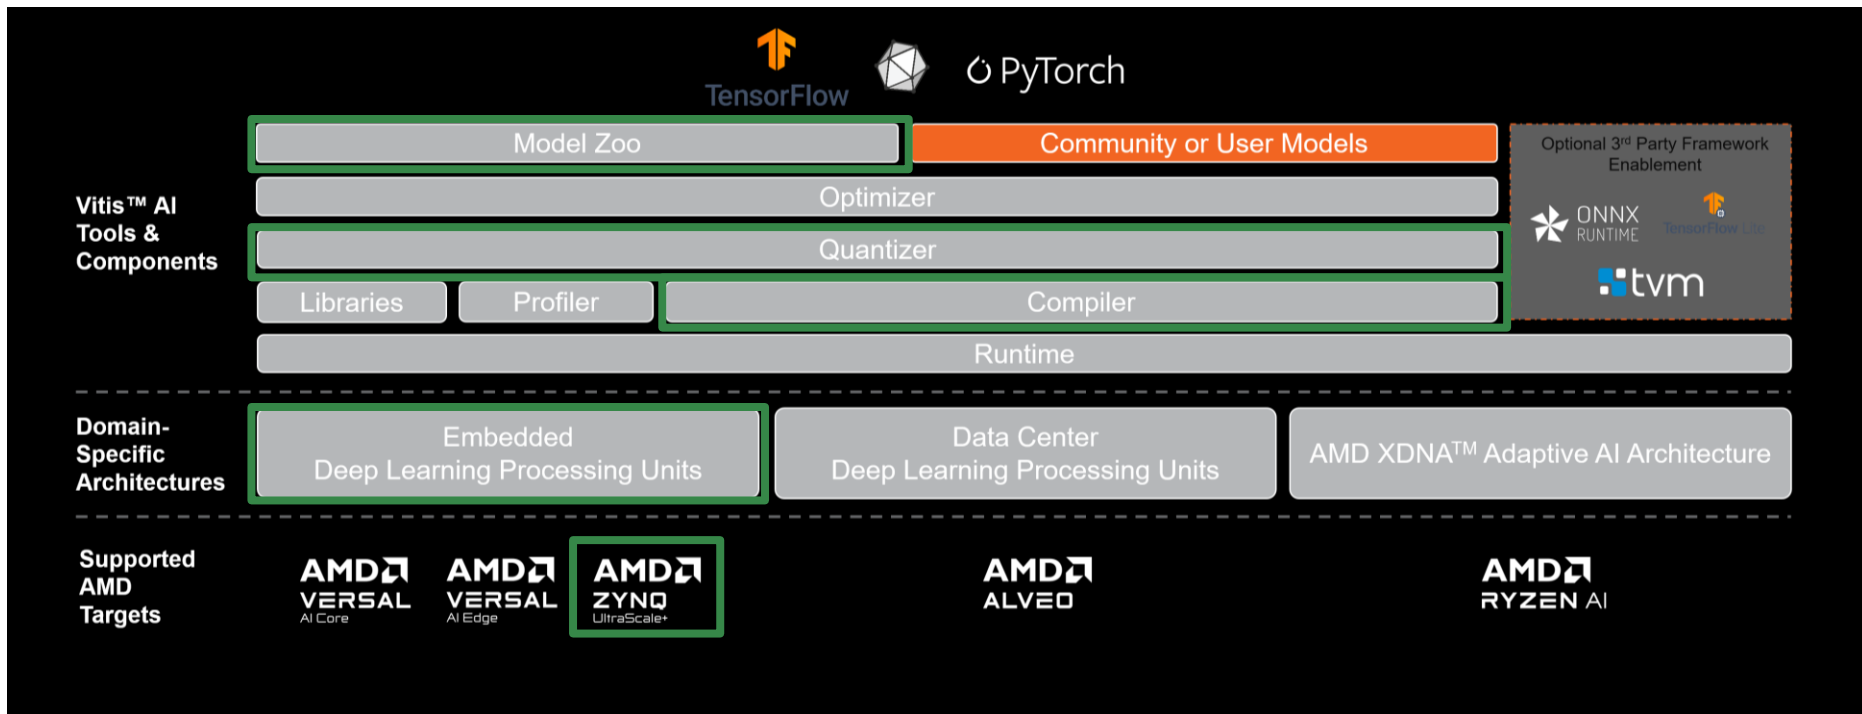 TensorFlow
PyTorch
Model Zoo
Community or User Models
Optional 3rd Party Framework
Enablement
Vitis™ AI
Tools &
Components
Optimizer
ONNX
RUNTIME
TensorFlow Lite
Quantizer
tvm
Libraries
Profiler
Compiler
Runtime
Domain-
Specific
Architectures
Embedded
Deep Learning Processing Units
Data Center
Deep Learning Processing Units
AMD XDNA™ Adaptive AI Architecture
Supported
AMD
Targets
AMD
VERSAL
AI Core
AMD
VERSAL
AI Edge
AMD
ZYNQ
UltraScale+
AMD
ALVEO
AMD
RYZEN AI